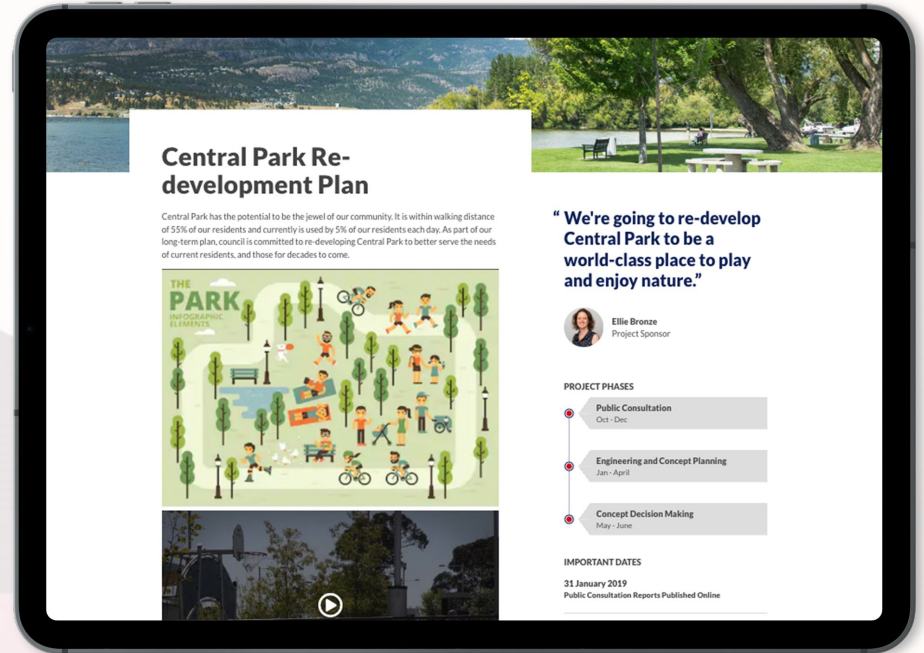 Central Park Re-
development Plan
Central Park has the potential to be the jewel of our community. It is within walking distance
of 55% of our residents and currently is used by 5% of our residents each day. As part of our
long-term plan, council is committed to re-developing Central Park to better serve the needs
of current residents, and those for decades to come.
THE
PARK
INFOGRAPHIC
ELEMENTS
“ We're going to re-develop
Central Park to be a
world-class place to play
and enjoy nature.”
Ellie Bronze
Project Sponsor
PROJECT PHASES
Public Consultation
Oct - Dec
Engineering and Concept Planning
Jan - April
Concept Decision Making
May - June
IMPORTANT DATES
31 January 2019
Public Consultation Reports Published Online